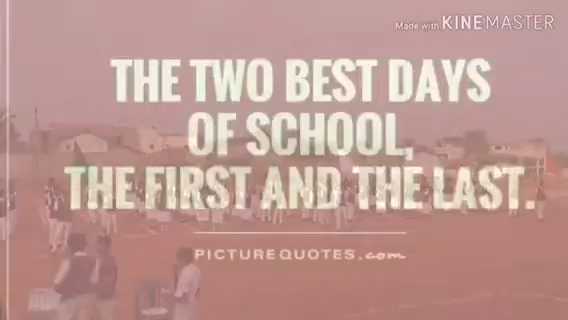 Made with KINEMASTER
THE TWO BEST DAYS
OF SCHOOL,
THE FIRST AND THE LAST.
PICTUREQUOTES.com